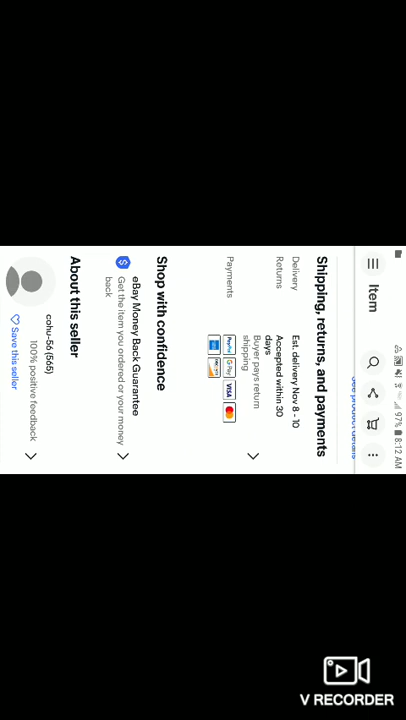 97% 8:12 AM
Item
See product details
Shipping, returns, and payments
Delivery Est. delivery Nov 8 - 10
Returns Accepted within 30
days
Buyer pays return
shipping
Payments PayPal G Pay VISA
Shop with confidence
eBay Money Back Guarantee
Get the item you ordered or your money
back
About this seller
cohu-56 (565)
100% positive feedback
Save this seller
V RECORDER